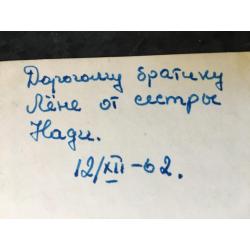 Дорогому братику
Лёне от сестры
Нади.
12/XII-62.